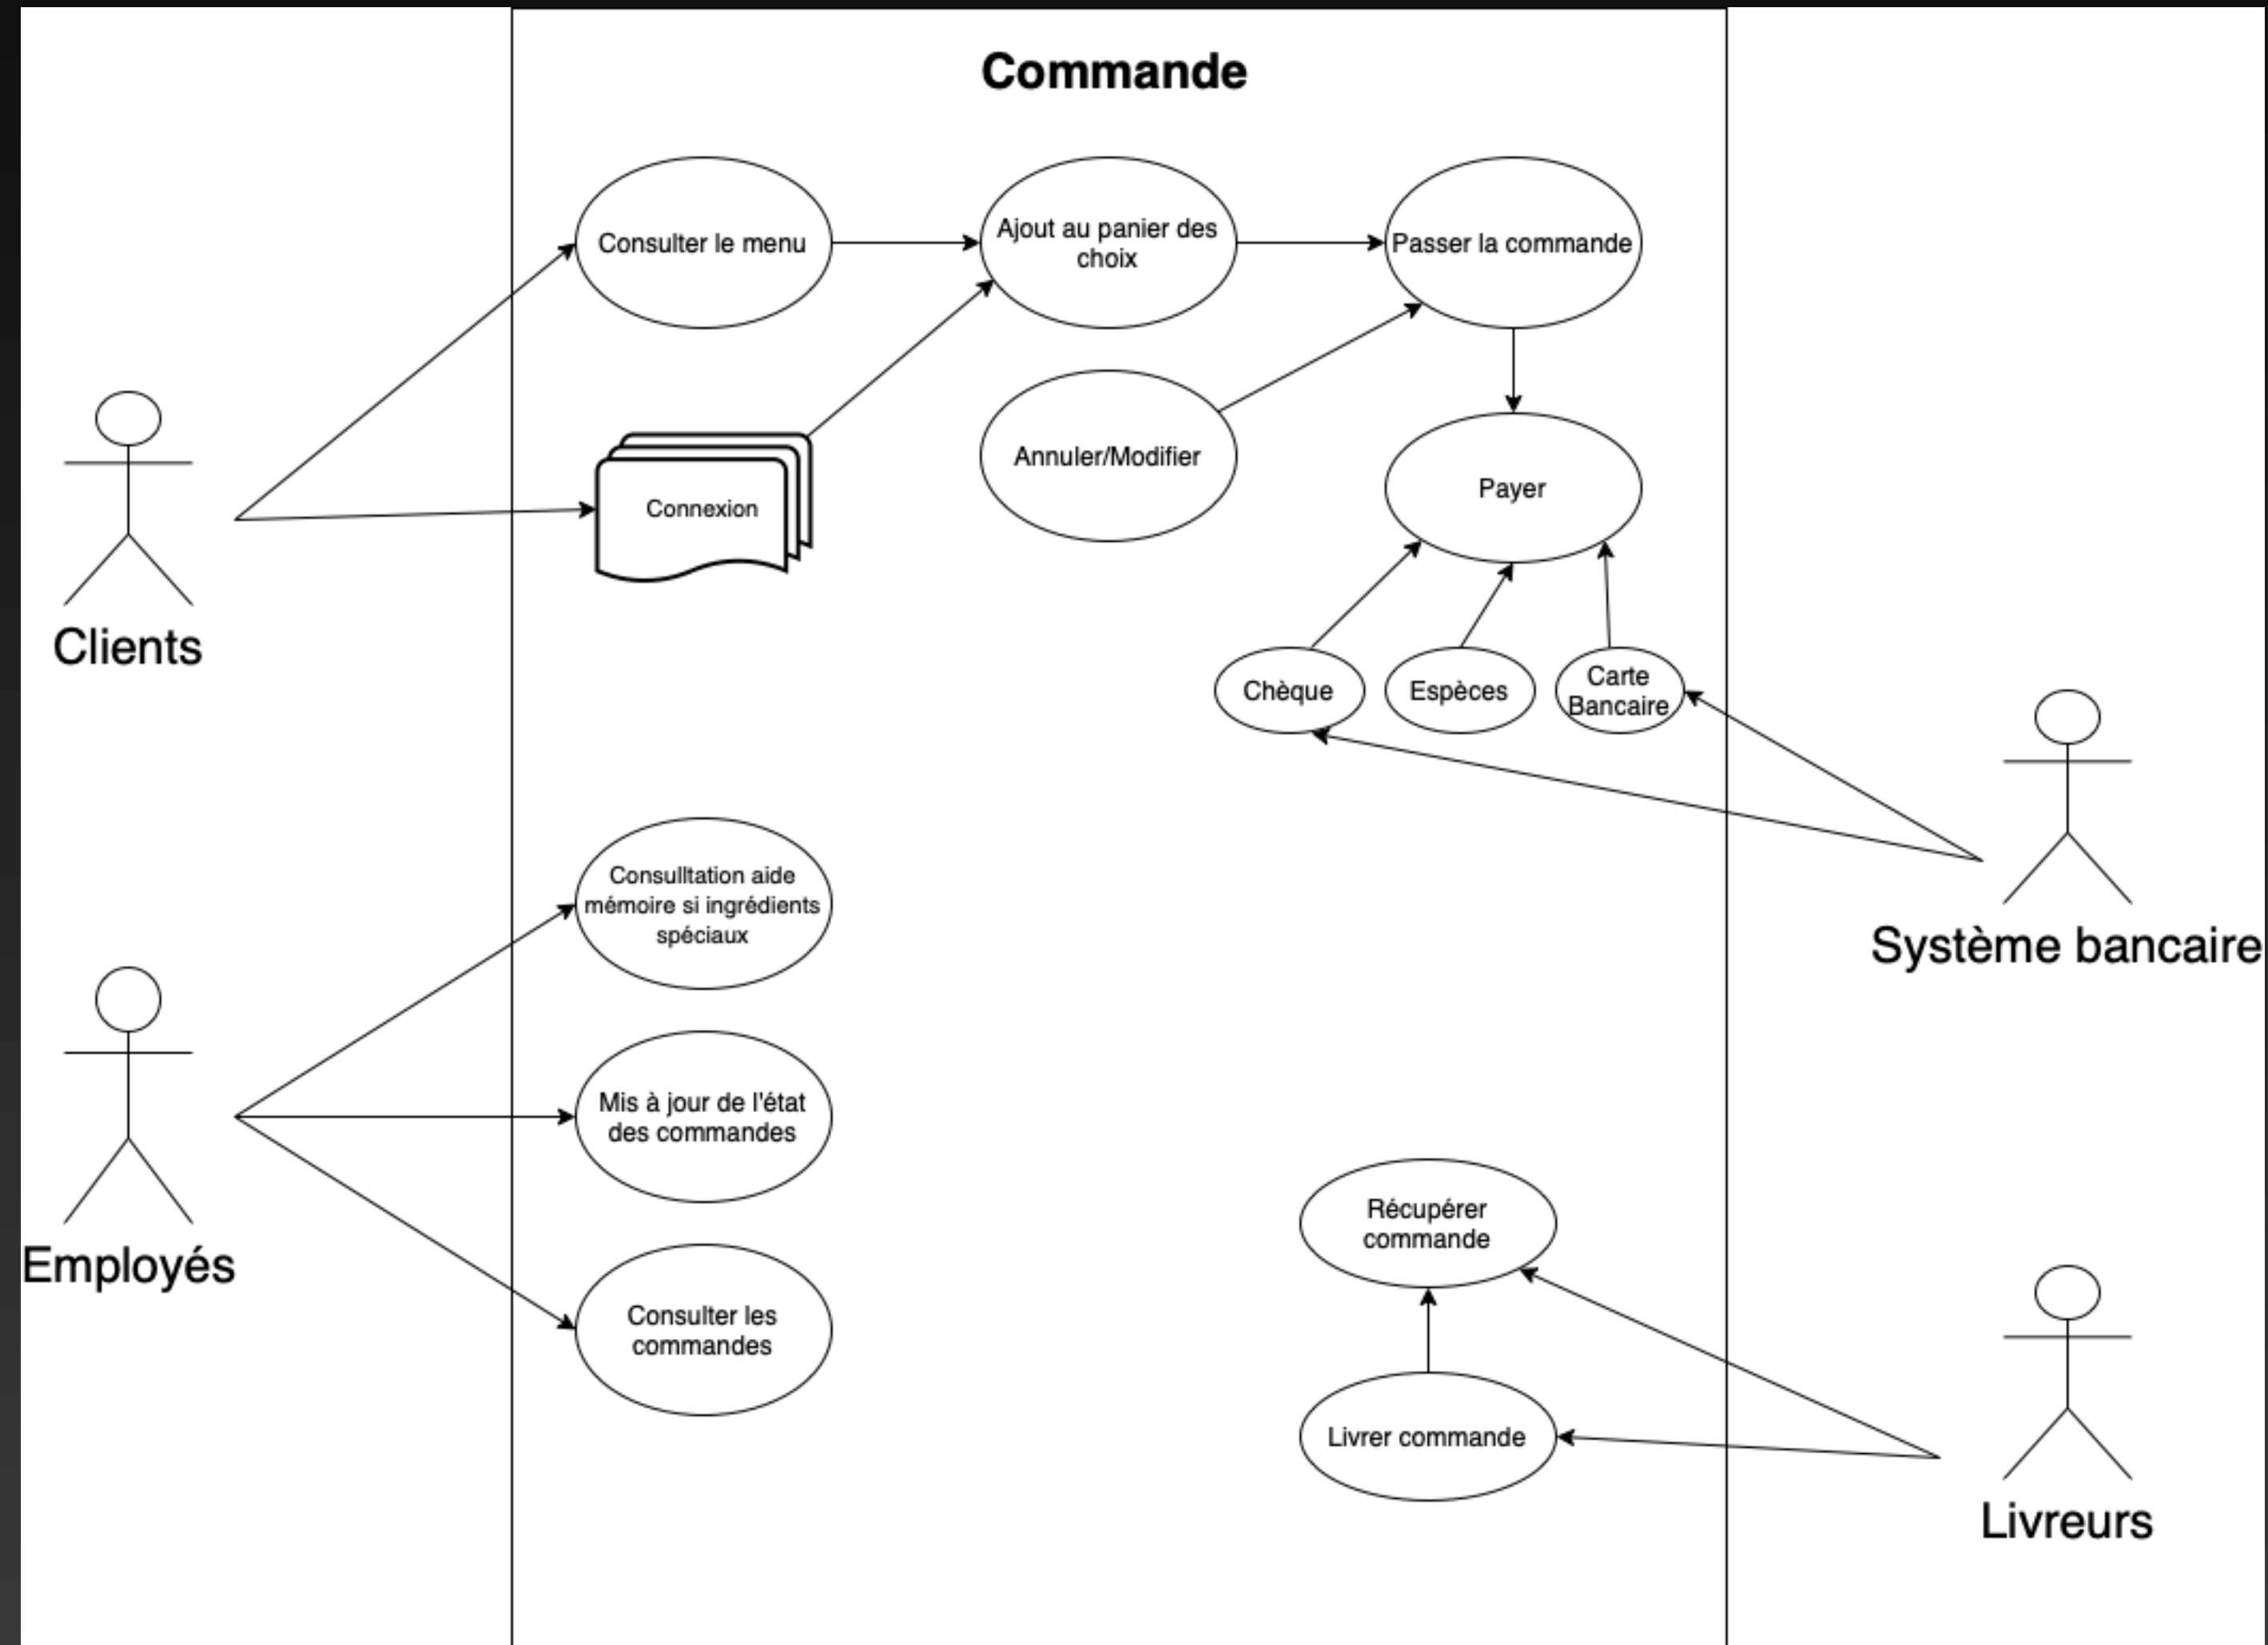 Commande
Consulter le menu
Ajout au panier des
choix
Passer la commande
Annuler/Modifier
Payer
Connexion
Clients
Chèque
Espèces
Carte
Bancaire
Consulltation aide
mémoire si ingrédients
spéciaux
Système bancaire
Mis à jour de l'état
des commandes
Employés
Récupérer
commande
Consulter les
commandes
Livrer commande
Livreurs